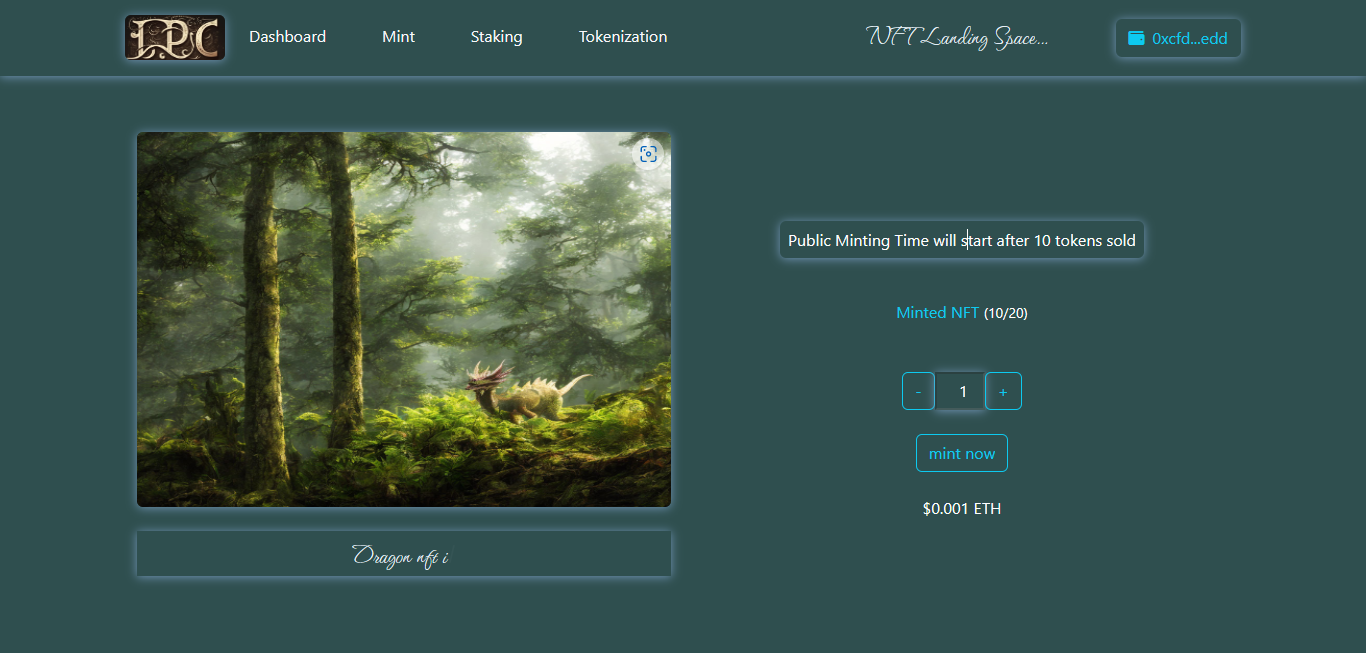 LPC
Dashboard
Mint
Staking
Tokenization
NFT Landing Space...
0xcfd...edd
Public Minting Time will start after 10 tokens sold
Minted NFT (10/20)
- 1 +
mint now
$0.001 ETH
Dragon nft i